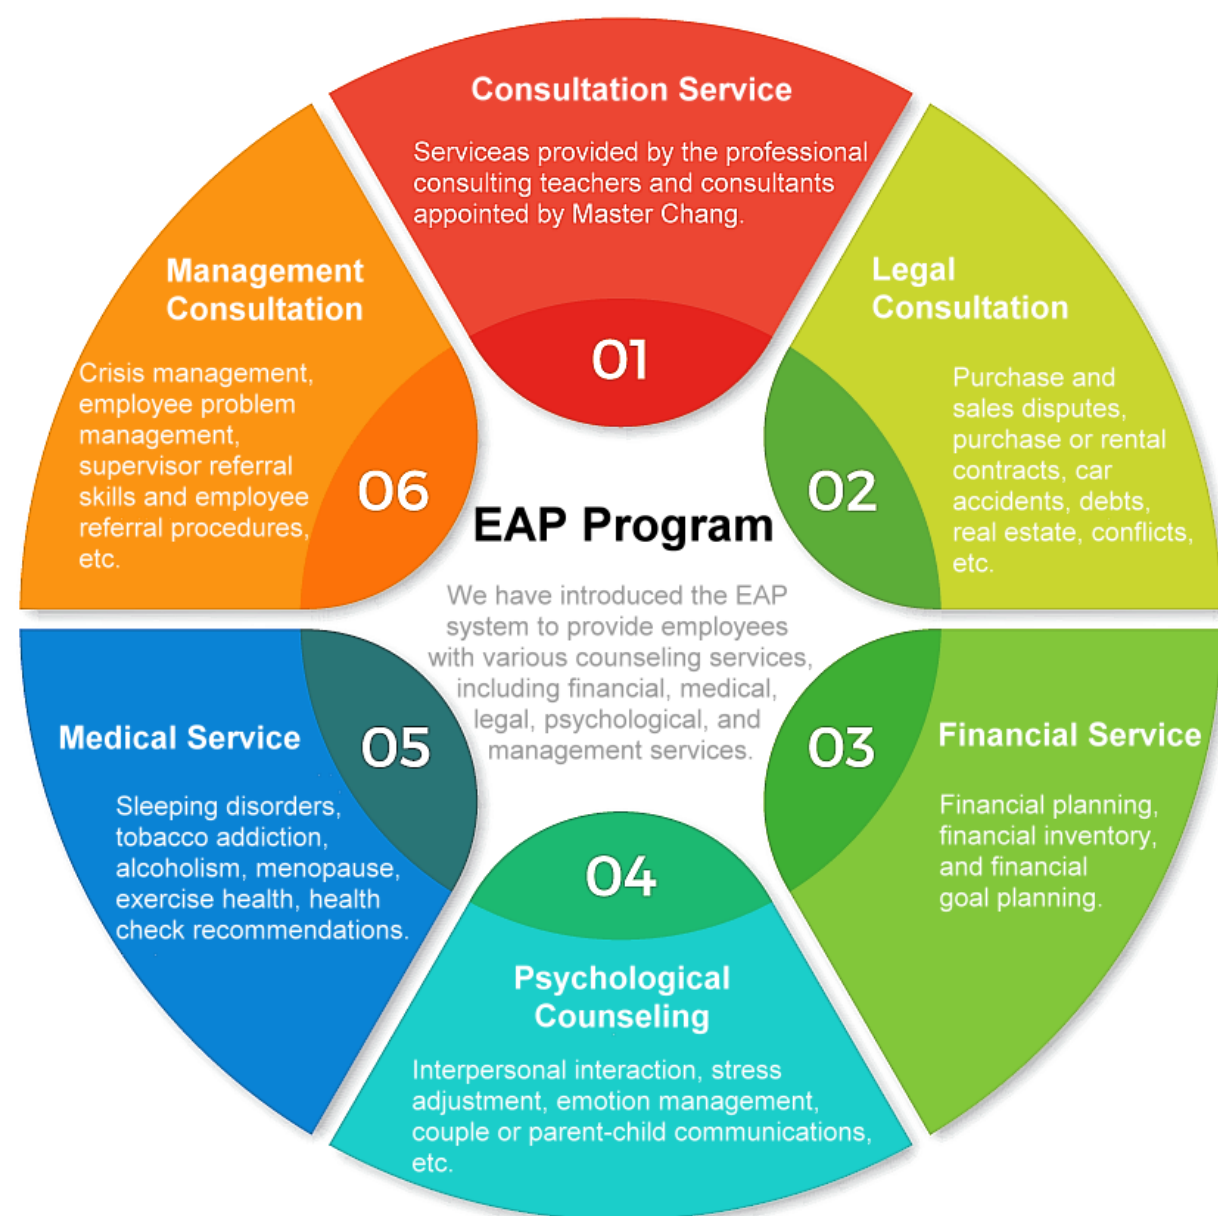 Consultation Service
Serviceas provided by the professional
consulting teachers and consultants
appointed by Master Chang.
01
Legal
Consultation
Purchase and
sales disputes,
purchase or rental
contracts, car
accidents, debts,
real estate, conflicts,
etc.
02
Financial Service
Financial planning,
financial inventory,
and financial
goal planning.
03
04
Psychological
Counseling
Interpersonal interaction, stress
adjustment, emotion management,
couple or parent-child communications,
etc.
Medical Service
Sleeping disorders,
tobacco addiction,
alcoholism, menopause,
exercise health, health
check recommendations.
05
Management
Consultation
Crisis management,
employee problem
management,
supervisor referral
skills and employee
referral procedures,
etc.
06
EAP Program
We have introduced the EAP
system to provide employees
with various counseling services,
including financial, medical,
legal, psychological, and
management services.